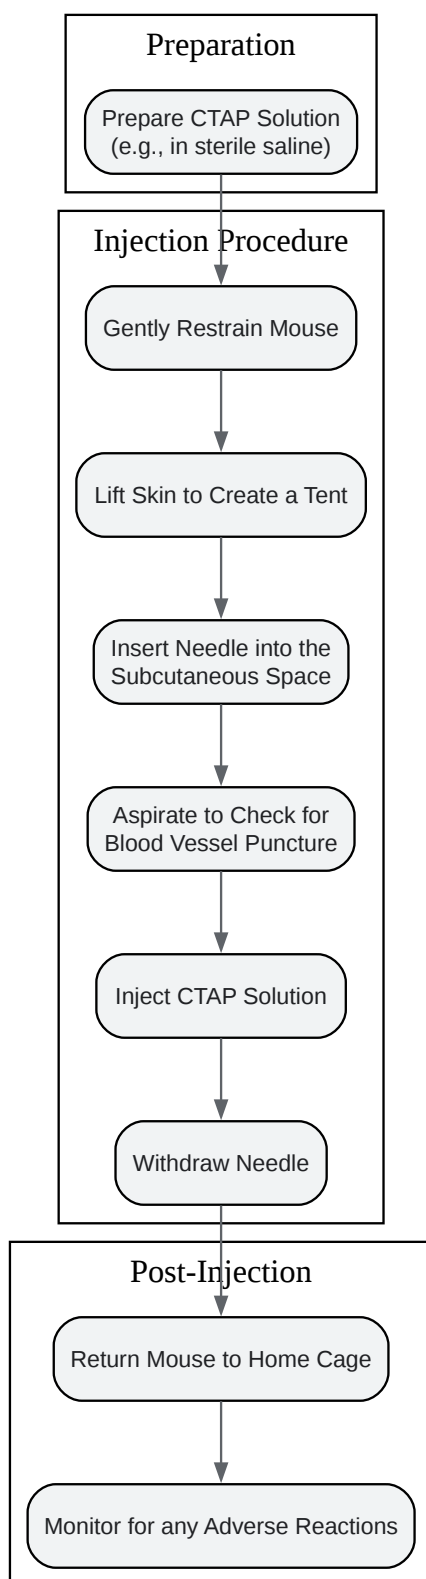 Preparation
Prepare CTAP Solution
(e.g., in sterile saline)
Injection Procedure
Gently Restrain Mouse
Lift Skin to Create a Tent
Insert Needle into the
Subcutaneous Space
Aspirate to Check for
Blood Vessel Puncture
Inject CTAP Solution
Withdraw Needle
Post-Injection
Return Mouse to Home Cage
Monitor for any Adverse Reactions